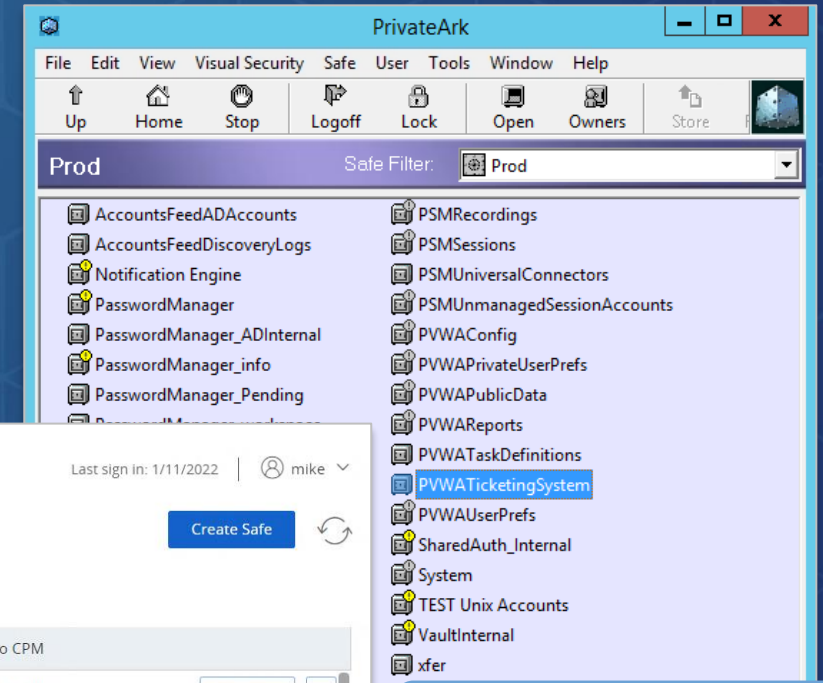 PrivateArk
File Edit View Visual Security Safe User Tools Window Help
Up Home Stop Logoff Lock Open Owners Store
Prod Safe Filter: Prod
AccountsFeedADAccounts
AccountsFeedDiscoveryLogs
Notification Engine
PasswordManager
PasswordManager_ADInternal
PasswordManager_info
PasswordManager_Pending
PSMRecordings
PSMSessions
PSMUniversalConnectors
PSMUnmanagedSessionAccounts
PVWAConfig
PVWAPrivateUserPrefs
PVWAPublicData
PVWAReports
PVWATaskDefinitions
PVWATicketingSystem
PVWAUserPrefs
SharedAuth_Internal
System
TEST Unix Accounts
VaultInternal
xfer
Last sign in: 1/11/2022 mike
Create Safe
o CPM